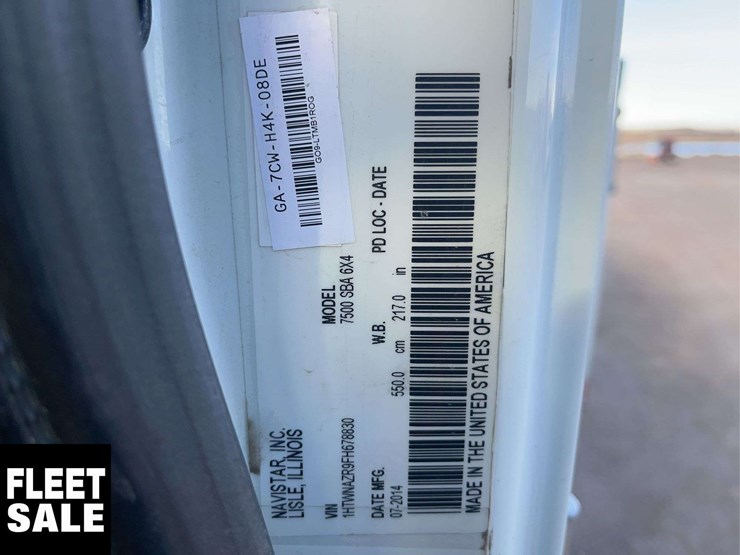 GA-7CW-H4K-08DE
GO9-LTMB1ROG
NAVISTAR, INC.
LISLE, ILLINOIS
MODEL
7500 SBA 6X4
VIN
1HTWNAZR9FH678830
W.B.
PD LOC - DATE
550.0 cm 217.0 in
DATE MFG.
07-2014
MADE IN THE UNITED STATES OF AMERICA
FLEET
SALE